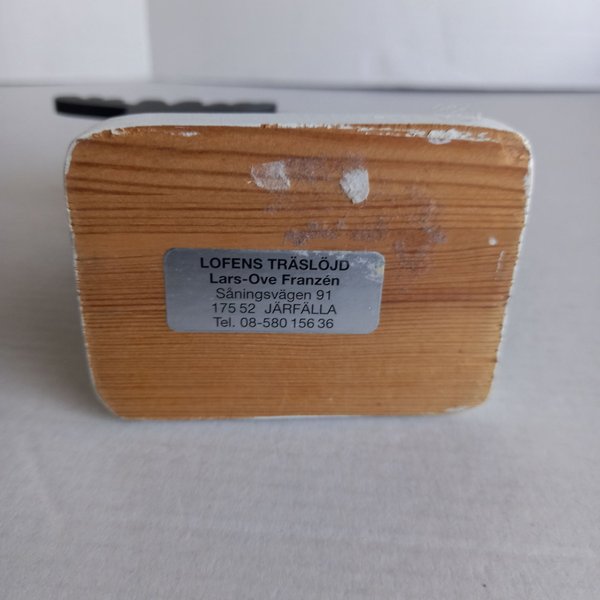 LOFENS TRÄSLÖJD
Lars-Ove Franzén
Såningsvägen 91
175 52 JÄRFÄLLA
Tel. 08-580 156 36